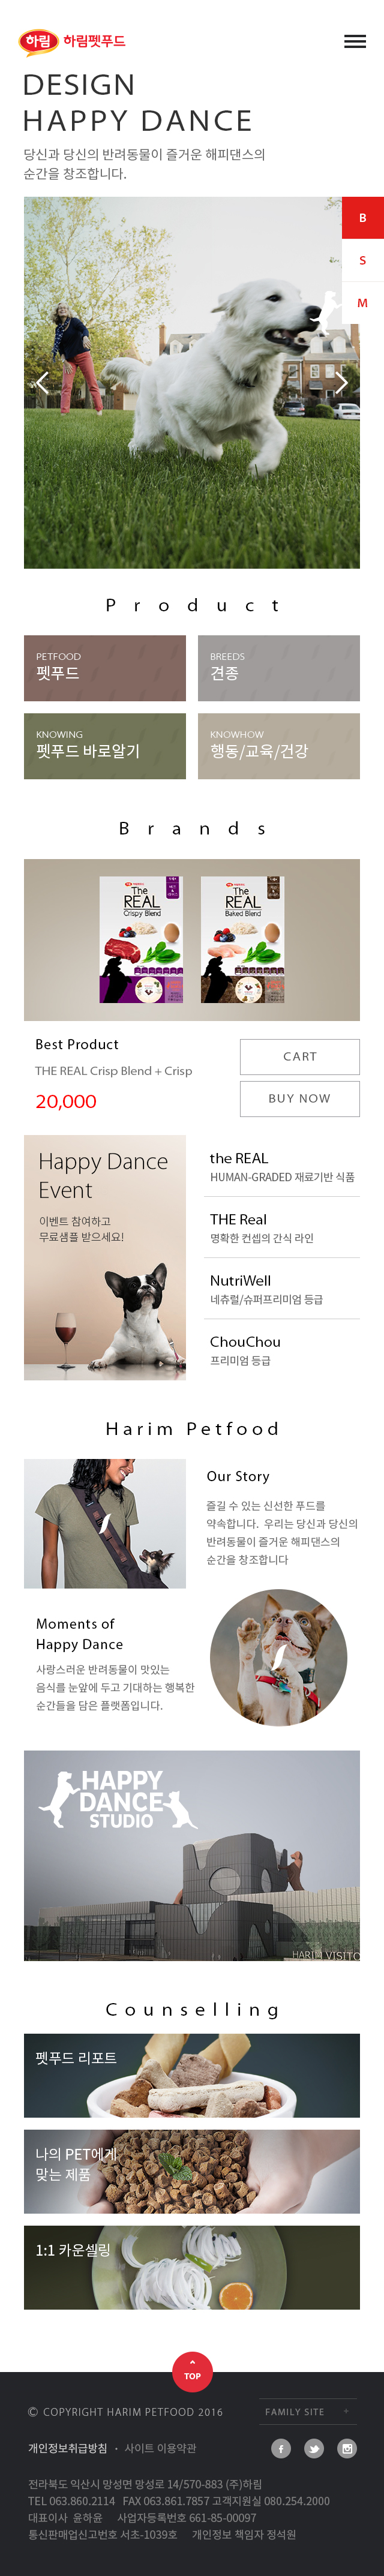 하림 하림펫푸드
DESIGN
HAPPY DANCE
당신과 당신의 반려동물이 즐거운 해피댄스의
순간을 창조합니다.
B
S
M
Product
PETFOOD
펫푸드
BREEDS
견종
KNOWING
펫푸드 바로알기
KNOWHOW
행동/교육/건강
Brands
The REAL
Crispy Blend
The REAL
Baked Blend
Best Product
THE REAL Crisp Blend + Crisp
20,000
CART
BUY NOW
Happy Dance
Event
이벤트 참여하고
무료샘플 받으세요!
the REAL
HUMAN-GRADED 재료기반 식품
THE Real
명확한 컨셉의 간식 라인
NutriWell
네츄럴/슈퍼프리미엄 등급
ChouChou
프리미엄 등급
Harim Petfood
Our Story
즐길 수 있는 신선한 푸드를
약속합니다. 우리는 당신과 당신의
반려동물이 즐거운 해피댄스의
순간을 창조합니다
Moments of
Happy Dance
사랑스러운 반려동물이 맛있는
음식를 눈앞에 두고 기대하는 행복한
순간들을 담은 플랫폼입니다.
HAPPY
DANCE
STUDIO
HARIM VISITO
Counselling
펫푸드 리포트
나의 PET에게
맞는 제품
1:1 카운셀링
TOP
© COPYRIGHT HARIM PETFOOD 2016
FAMILY SITE +
개인정보취급방침 · 사이트 이용약관
전라북도 익산시 망성면 망성로 14/570-883 (주)하림
TEL 063.860.2114 FAX 063.861.7857 고객지원실 080.254.2000
대표이사 윤하윤 사업자등록번호 661-85-00097
통신판매업신고번호 서초-1039호 개인정보 책임자 정석원